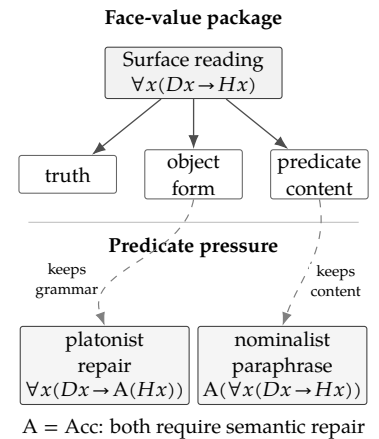 Face-value package
Surface reading
∀x(Dx→Hx)
truth
object
form
predicate
content
Predicate pressure
keeps
grammar
keeps
content
platonist
repair
∀x(Dx→A(Hx))
nominalist
paraphrase
A(∀x(Dx→Hx))
A = Acc: both require semantic repair